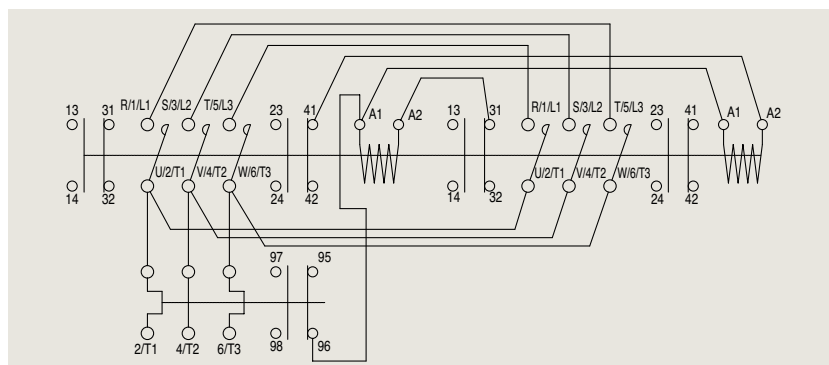 13 31 R/1/L1 S/3/L2 T/5/L3 23 41 A1 A2 13 31 R/1/L1 S/3/L2 T/5/L3 23 41 A1 A2
U/2/T1 V/4/T2 W/6/T3 U/2/T1 V/4/T2 W/6/T3
14 32 24 42 14 32 24 42
97 95
2/T1 4/T2 6/T3 98 96